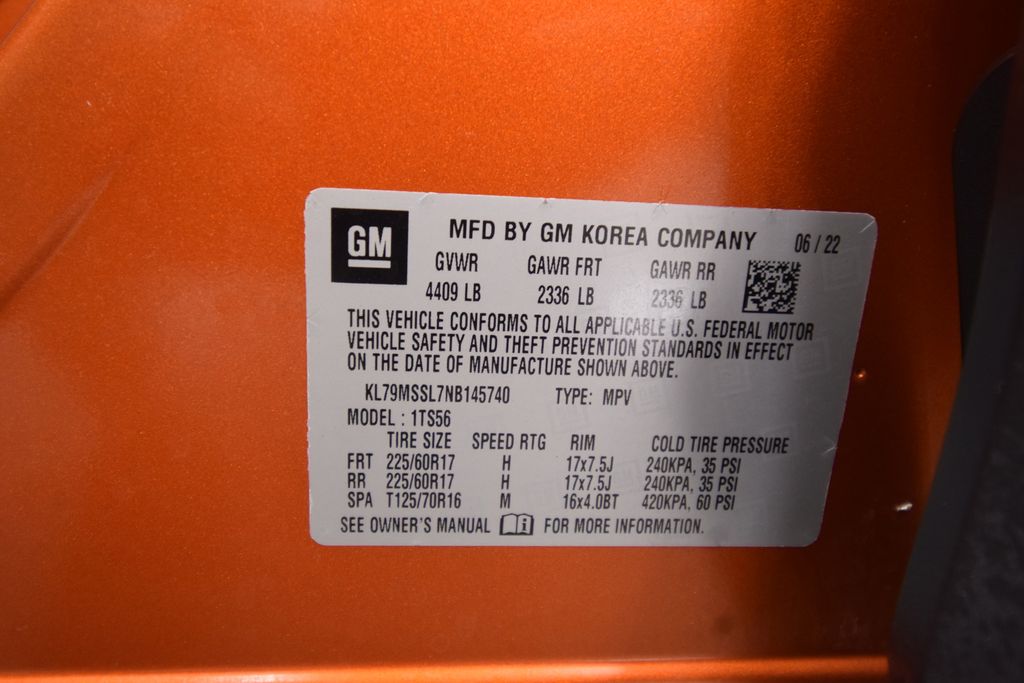 GM
MFD BY GM KOREA COMPANY 06 / 22
GVWR GAWR FRT GAWR RR
4409 LB 2336 LB 2336 LB
THIS VEHICLE CONFORMS TO ALL APPLICABLE U.S. FEDERAL MOTOR
VEHICLE SAFETY AND THEFT PREVENTION STANDARDS IN EFFECT
ON THE DATE OF MANUFACTURE SHOWN ABOVE.
KL79MSSL7NB145740 TYPE: MPV
MODEL : 1TS56
TIRE SIZE SPEED RTG RIM COLD TIRE PRESSURE
FRT 225/60R17 H 17x7.5J 240KPA, 35 PSI
RR 225/60R17 H 17x7.5J 240KPA, 35 PSI
SPA T125/70R16 M 16x4.0BT 420KPA, 60 PSI
SEE OWNER'S MANUAL i FOR MORE INFORMATION.